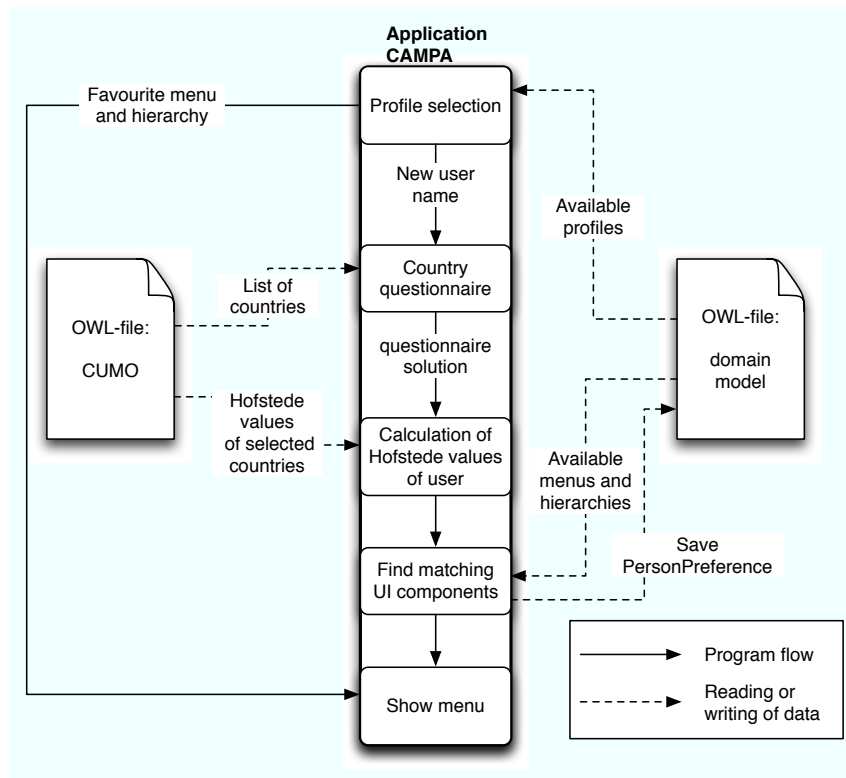 Application
CAMPA
Profile selection
Favourite menu
and hierarchy
New user
name
Available
profiles
Country
questionnaire
List of
countries
OWL-file:
CUMO
OWL-file:
domain
model
questionnaire
solution
Hofstede
values
of selected
countries
Calculation of
Hofstede values
of user
Available
menus and
hierarchies
Save
PersonPreference
Find matching
UI components
Show menu
Program flow
Reading or
writing of data